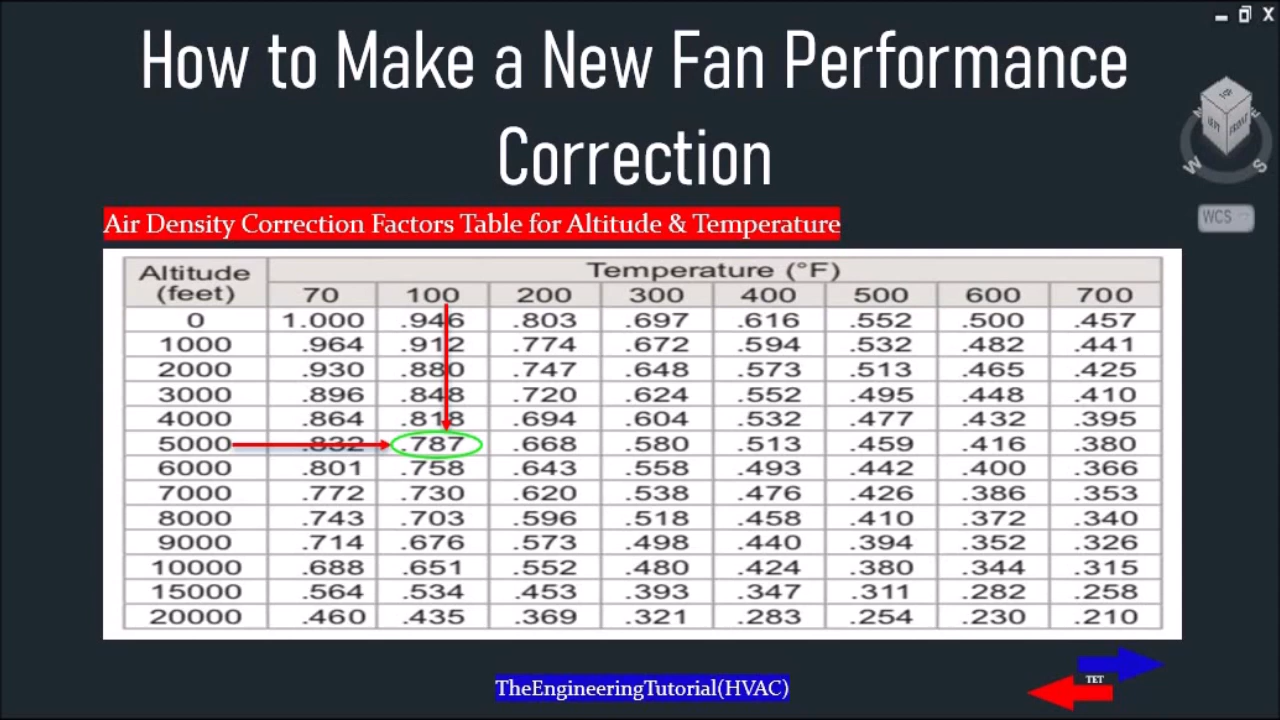 How to Make a New Fan Performance
Correction
TOP
LEFT FRONT
W S
WCS
Air Density Correction Factors Table for Altitude & Temperature
Altitude (feet) Temperature (°F)
70 100 200 300 400 500 600 700
0 1.000 .946 .803 .697 .616 .552 .500 .457
1000 .964 .912 .774 .672 .594 .532 .482 .441
2000 .930 .880 .747 .648 .573 .513 .465 .425
3000 .896 .848 .720 .624 .552 .495 .448 .410
4000 .864 .818 .694 .604 .532 .477 .432 .395
5000 .832 .787 .668 .580 .513 .459 .416 .380
6000 .801 .758 .643 .558 .493 .442 .400 .366
7000 .772 .730 .620 .538 .476 .426 .386 .353
8000 .743 .703 .596 .518 .458 .410 .372 .340
9000 .714 .676 .573 .498 .440 .394 .352 .326
10000 .688 .651 .552 .480 .424 .380 .344 .315
15000 .564 .534 .453 .393 .347 .311 .282 .258
20000 .460 .435 .369 .321 .283 .254 .230 .210
TET
TheEngineeringTutorial(HVAC)